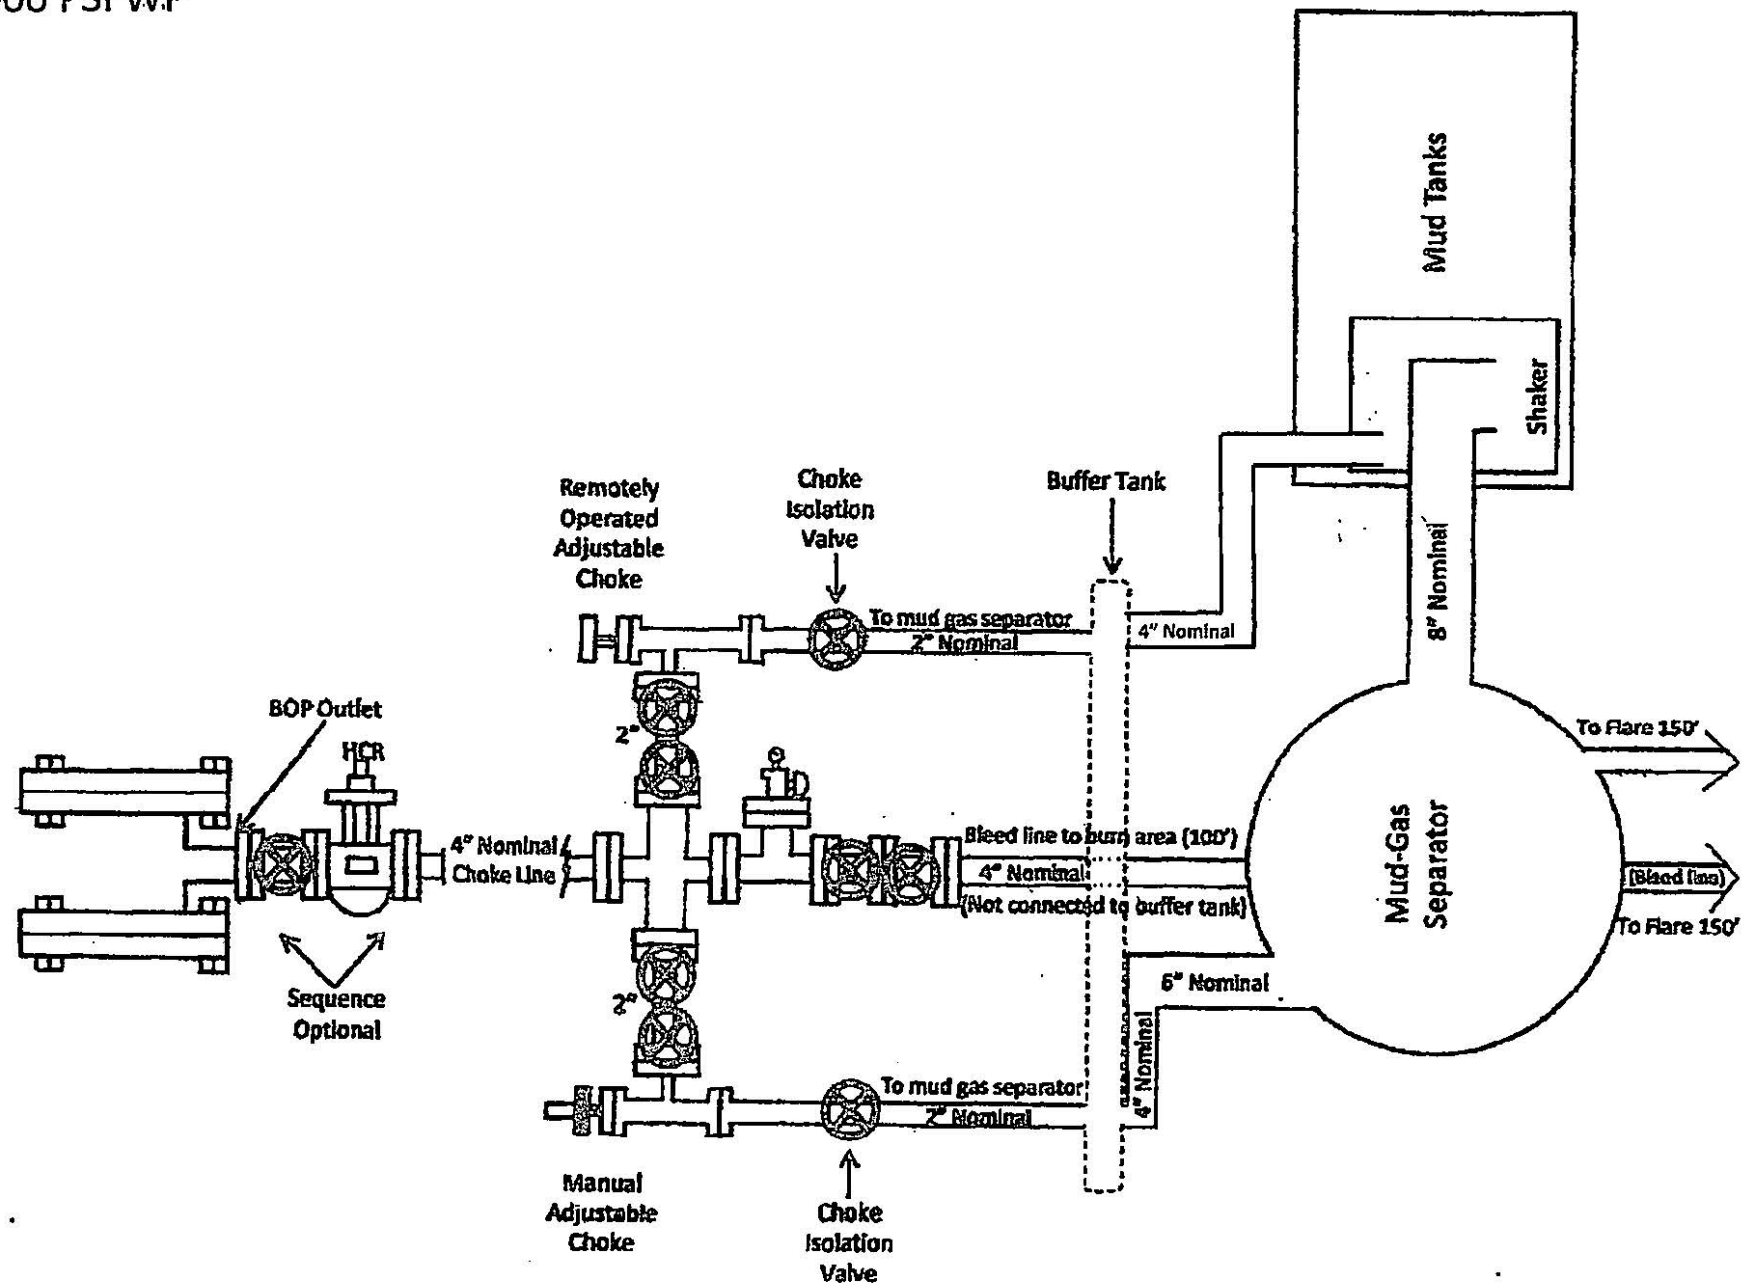 Mud Tanks
Shaker
Remotely
Operated
Adjustable
Choke
Choke
Isolation
Valve
Buffer Tank
To mud gas separator
2" Nominal
4" Nominal
8" Nominal
BOP Outlet
HCR
2"
To Flare 150'
4" Nominal
Choke Line
Bleed line to burn area (100')
4" Nominal
(Not connected to buffer tank)
Mud-Gas
Separator
(Bleed line)
To Flare 150'
Sequence
Optional
2"
6" Nominal
4" Nominal
To mud gas separator
2" Nominal
Manual
Adjustable
Choke
Choke
Isolation
Valve